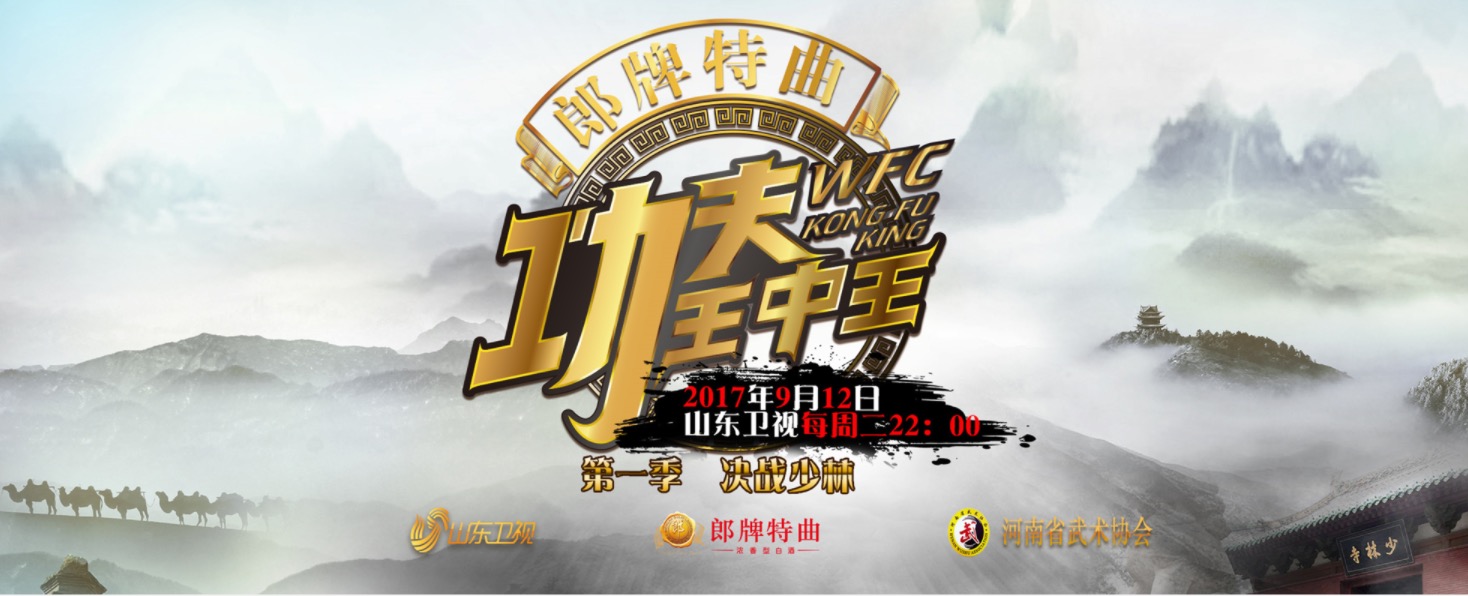 郎牌特曲
WFC
KONG-FU
KING
功夫
王中王
2017年9月12日
山东卫视每周二22：00
第一季 决战少林
山东卫视
郎牌特曲
浓香型白酒
武
河南省武术协会
少林寺